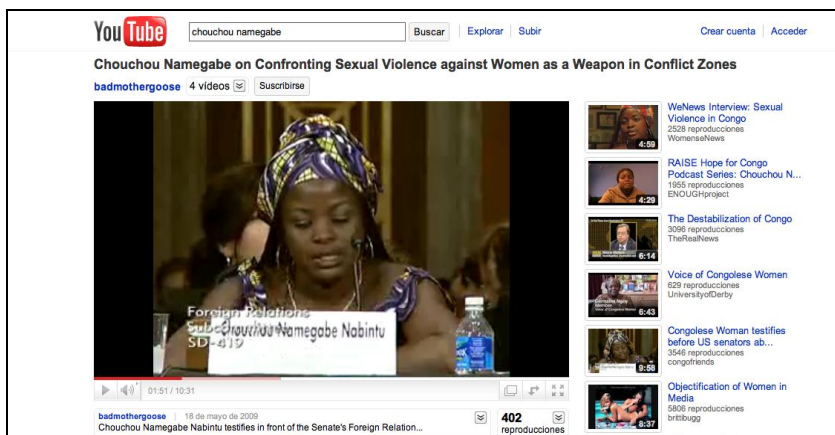 YouTube
chouchou namegabe
Buscar
Explorar
Subir
Crear cuenta
Acceder
Chouchou Namegabe on Confronting Sexual Violence against Women as a Weapon in Conflict Zones
badmothergoose
4 vídeos
Suscribirse
Foreign Relations
SD-419
Chouchou Namegabe Nabintu
01:51 / 10:31
badmothergoose
18 de mayo de 2009
Chouchou Namegabe Nabintu testifies in front of the Senate's Foreign Relation...
402
reproducciones
4:59
WeNews Interview: Sexual
Violence in Congo
2528 reproducciones
WomenseNews
4:29
RAISE Hope for Congo
Podcast Series: Chouchou N...
1955 reproducciones
ENOUGHproject
6:14
The Destabilization of Congo
3096 reproducciones
TheRealNews
6:43
Voice of Congolese Women
629 reproducciones
UniversityofDerby
9:58
Congolese Woman testifies
before US senators ab...
3546 reproducciones
congofriends
8:37
Objectification of Women in
Media
5806 reproducciones
brittibugg